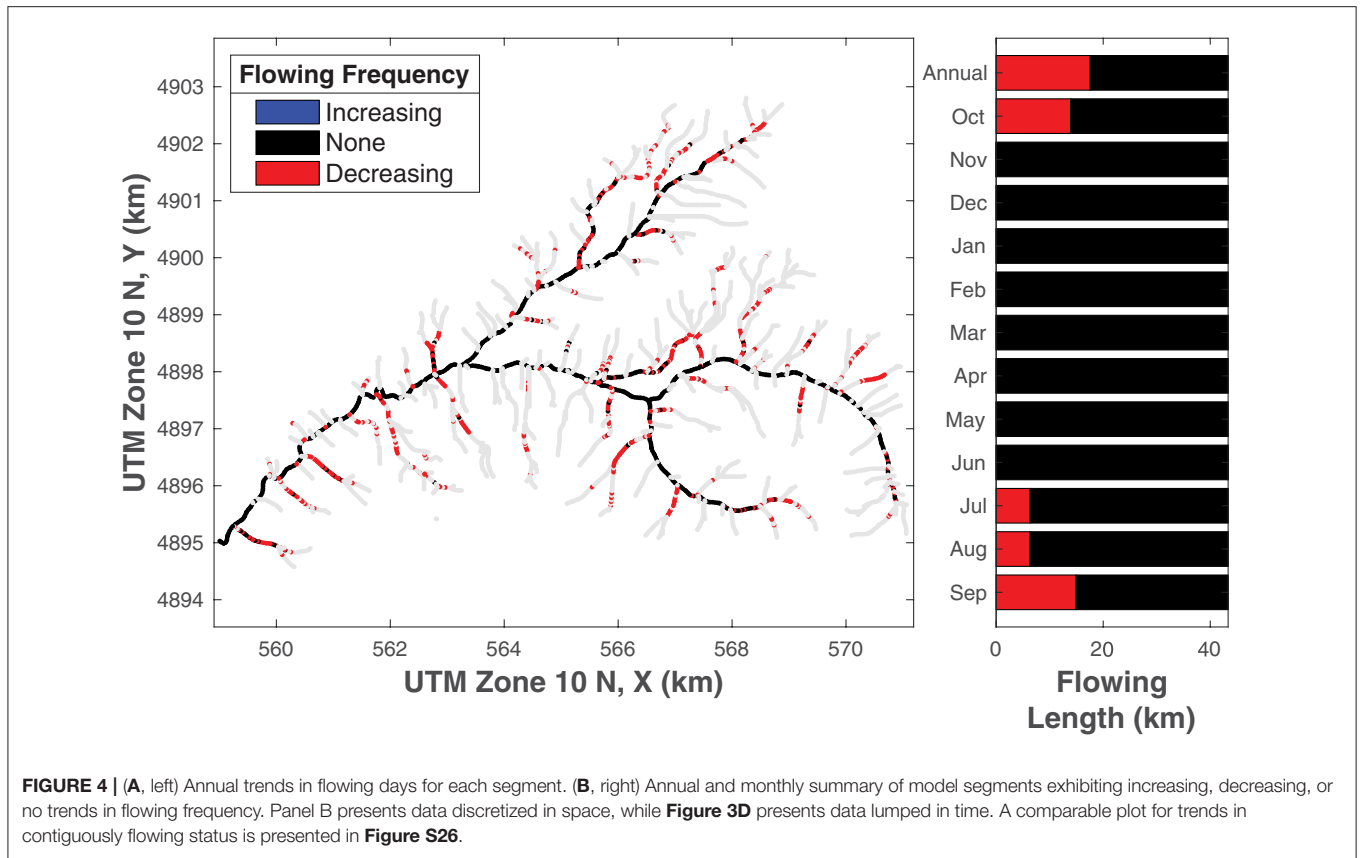 Flowing Frequency
Increasing
None
Decreasing
UTM Zone 10 N, Y (km)
4903
4902
4901
4900
4899
4898
4897
4896
4895
4894
560 562 564 566 568 570
UTM Zone 10 N, X (km)
Annual
Oct
Nov
Dec
Jan
Feb
Mar
Apr
May
Jun
Jul
Aug
Sep
0 20 40
Flowing
Length (km)
FIGURE 4 | (A, left) Annual trends in flowing days for each segment. (B, right) Annual and monthly summary of model segments exhibiting increasing, decreasing, or
no trends in flowing frequency. Panel B presents data discretized in space, while Figure 3D presents data lumped in time. A comparable plot for trends in
contiguously flowing status is presented in Figure S26.